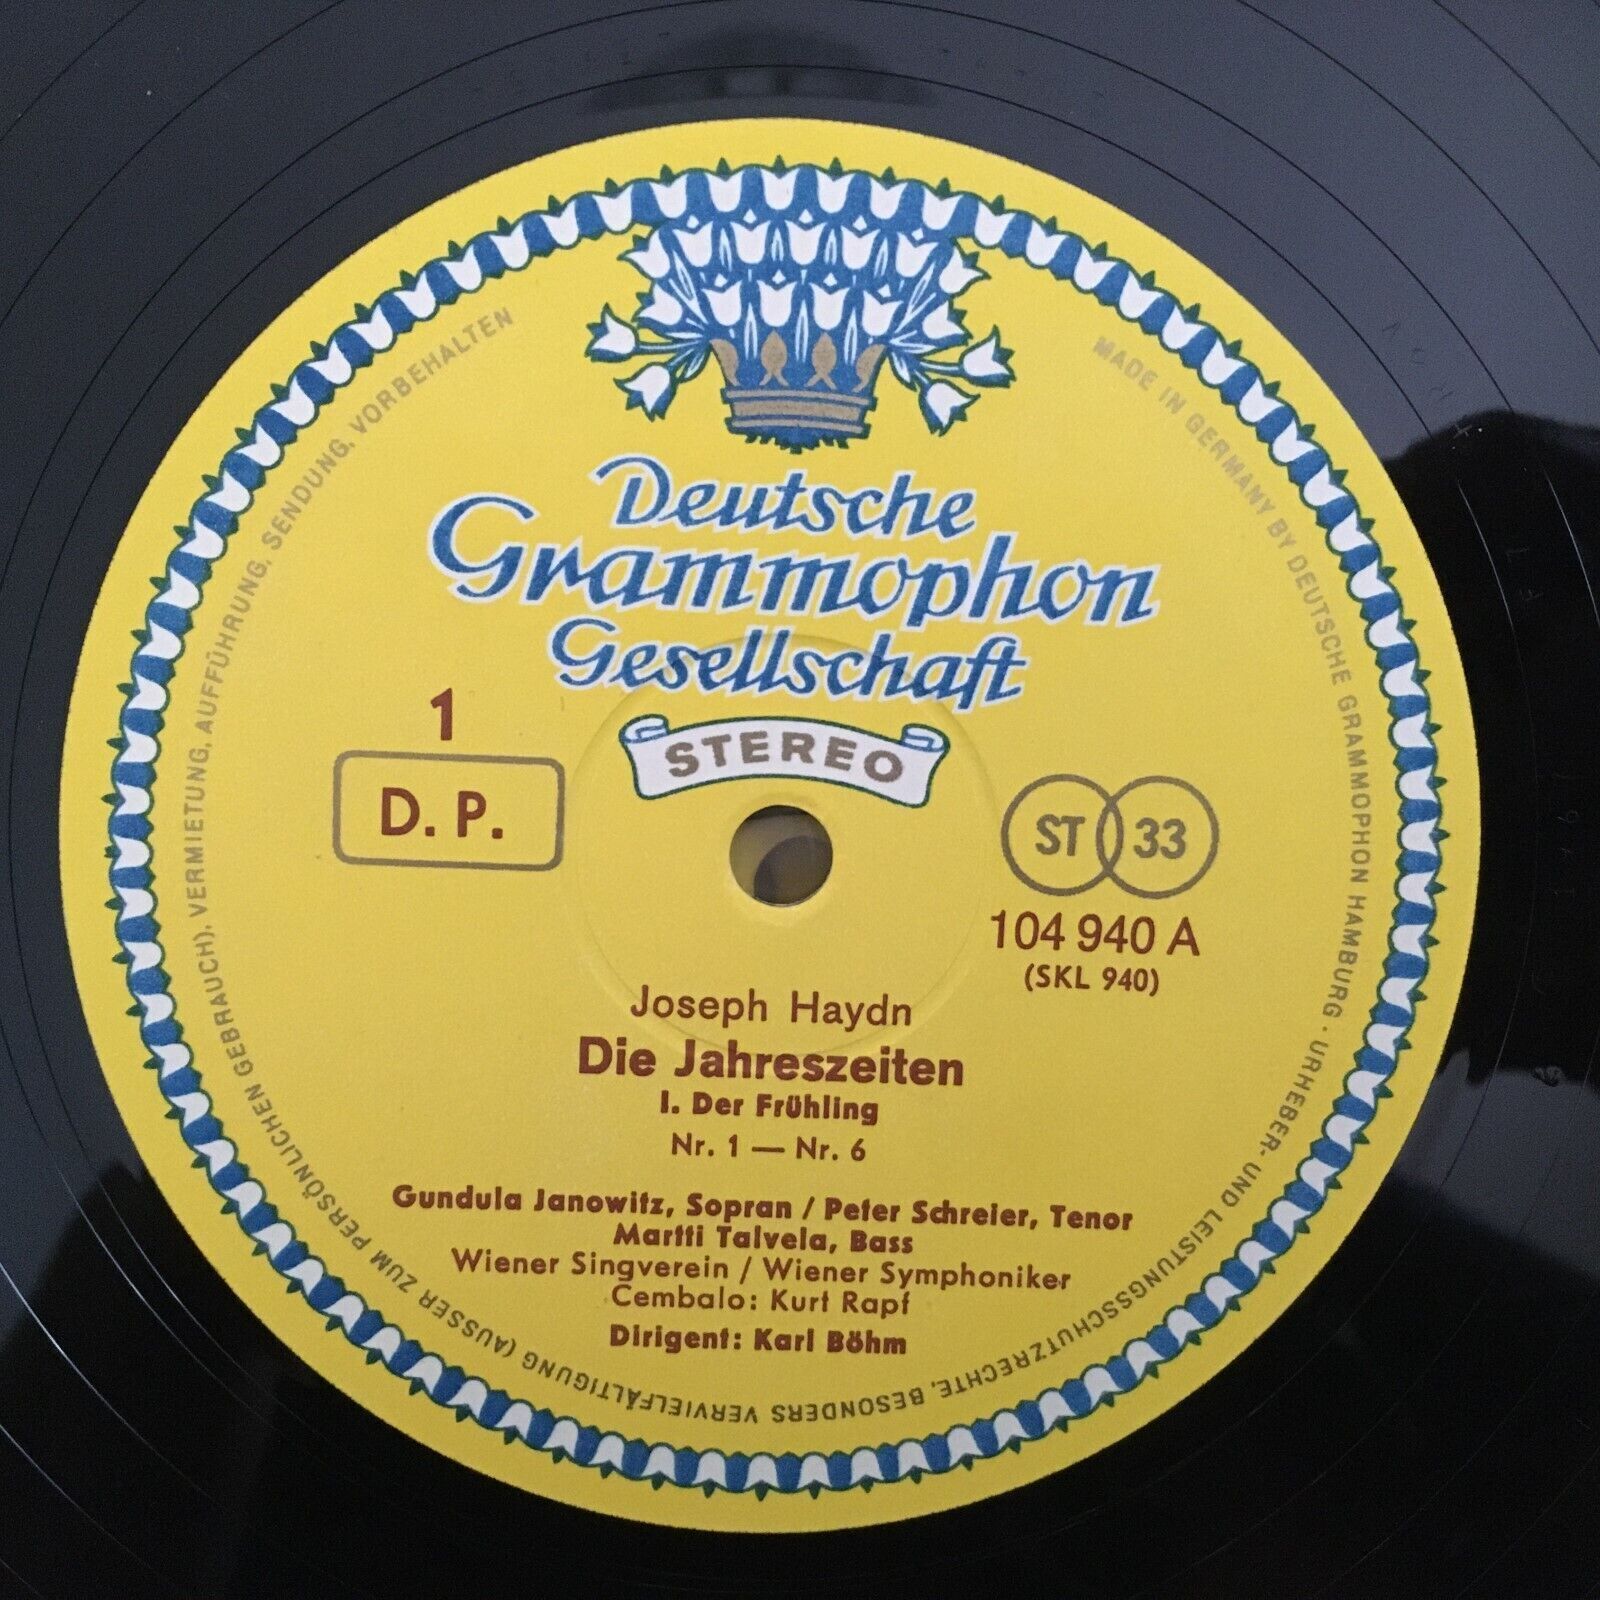 Deutsche
Grammophon
Gesellschaft
STEREO
1
D. P.
ST 33
104 940 A
(SKL 940)
Joseph Haydn
Die Jahreszeiten
I. Der Frühling
Nr. 1 — Nr. 6
Gundula Janowitz, Sopran / Peter Schreier, Tenor
Martti Talvela, Bass
Wiener Singverein / Wiener Symphoniker
Cembalo: Kurt Rapf
Dirigent: Karl Böhm
MADE IN GERMANY BY DEUTSCHE GRAMMOPHON HAMBURG · URHEBER- UND LEISTUNGSSCHUTZRECHTE, BESONDERS VERVIELFÄLTIGUNG (AUSSER ZUM PERSÖNLICHEN GEBRAUCH), VERMIETUNG, AUFFÜHRUNG, SENDUNG, VORBEHALTEN